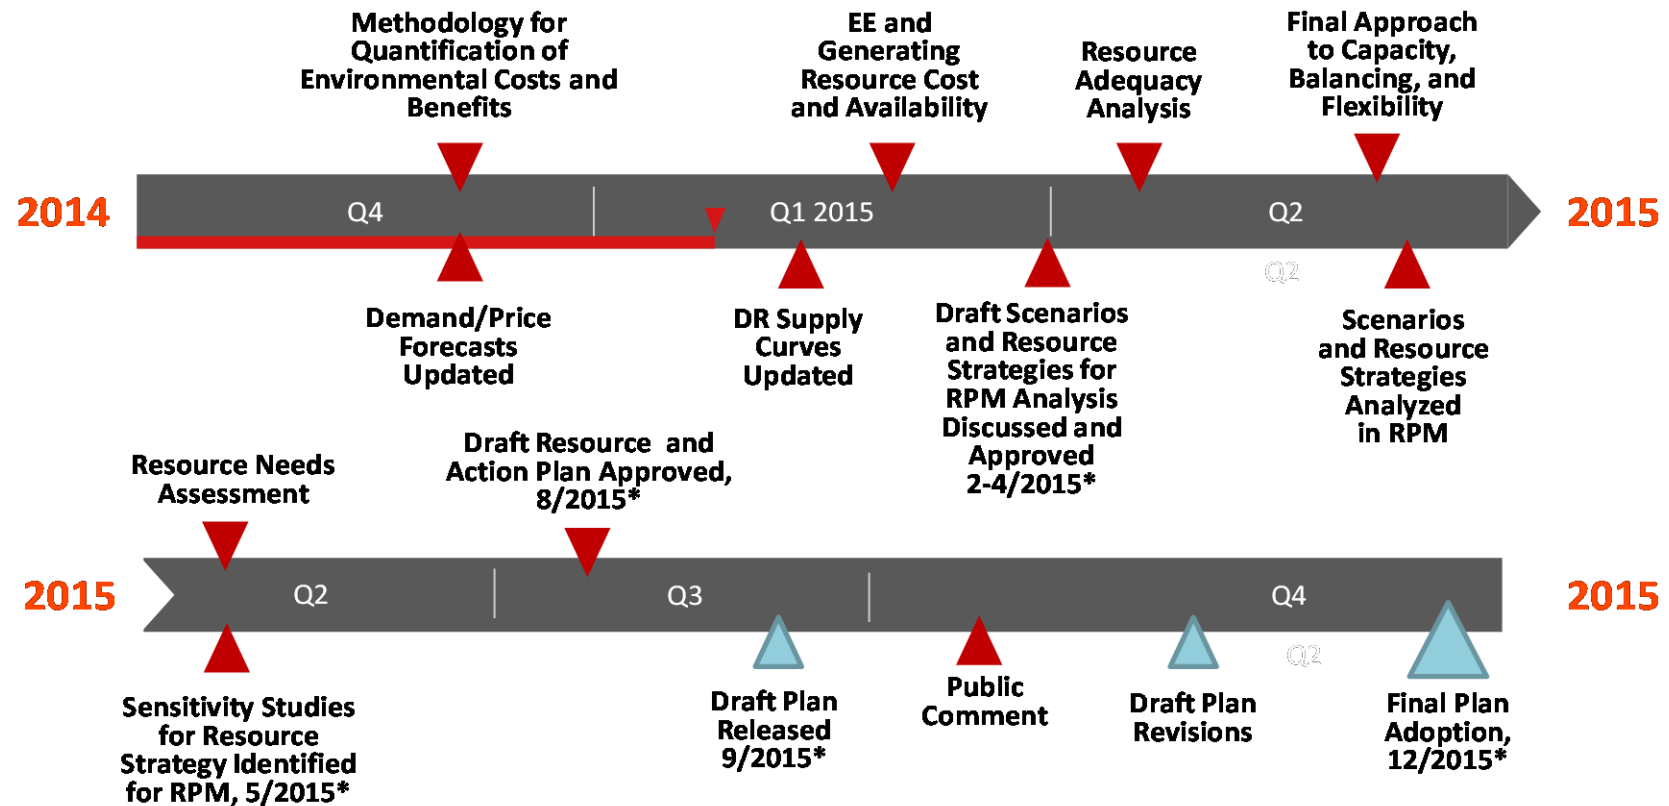 Methodology for
Quantification of
Environmental Costs and
Benefits
EE and
Generating
Resource Cost
and Availability
Resource
Adequacy
Analysis
Final Approach
to Capacity,
Balancing, and
Flexibility
2014
Q4
Q1 2015
Q2
2015
Q2
Demand/Price
Forecasts
Updated
DR Supply
Curves
Updated
Draft Scenarios
and Resource
Strategies for
RPM Analysis
Discussed and
Approved
2-4/2015*
Scenarios
and Resource
Strategies
Analyzed
in RPM
Resource Needs
Assessment
Draft Resource and
Action Plan Approved,
8/2015*
2015
Q2
Q3
Q4
2015
Q2
Sensitivity Studies
for Resource
Strategy Identified
for RPM, 5/2015*
Draft Plan
Released
9/2015*
Public
Comment
Draft Plan
Revisions
Final Plan
Adoption,
12/2015*